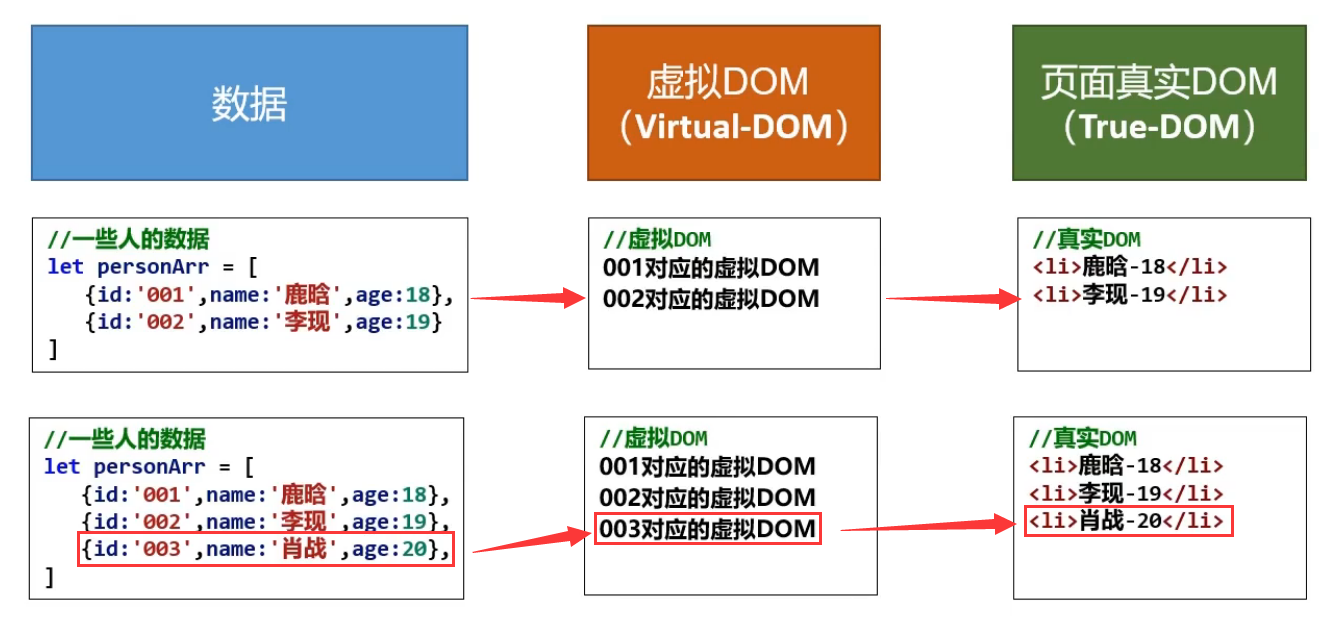 数据
虚拟DOM
（Virtual-DOM）
页面真实DOM
（True-DOM）
//一些人的数据
let personArr = [
{id:'001',name:'鹿晗',age:18},
{id:'002',name:'李现',age:19}
]
//虚拟DOM
001对应的虚拟DOM
002对应的虚拟DOM
//真实DOM
<li>鹿晗-18</li>
<li>李现-19</li>
//一些人的数据
let personArr = [
{id:'001',name:'鹿晗',age:18},
{id:'002',name:'李现',age:19},
{id:'003',name:'肖战',age:20},
]
//虚拟DOM
001对应的虚拟DOM
002对应的虚拟DOM
003对应的虚拟DOM
//真实DOM
<li>鹿晗-18</li>
<li>李现-19</li>
<li>肖战-20</li>